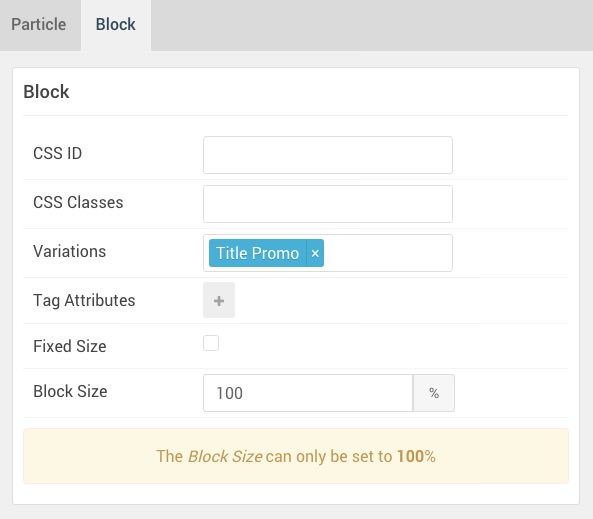 Particle Block
Block
CSS ID
CSS Classes
Variations Title Promo ×
Tag Attributes +
Fixed Size
Block Size 100 %
The Block Size can only be set to 100%